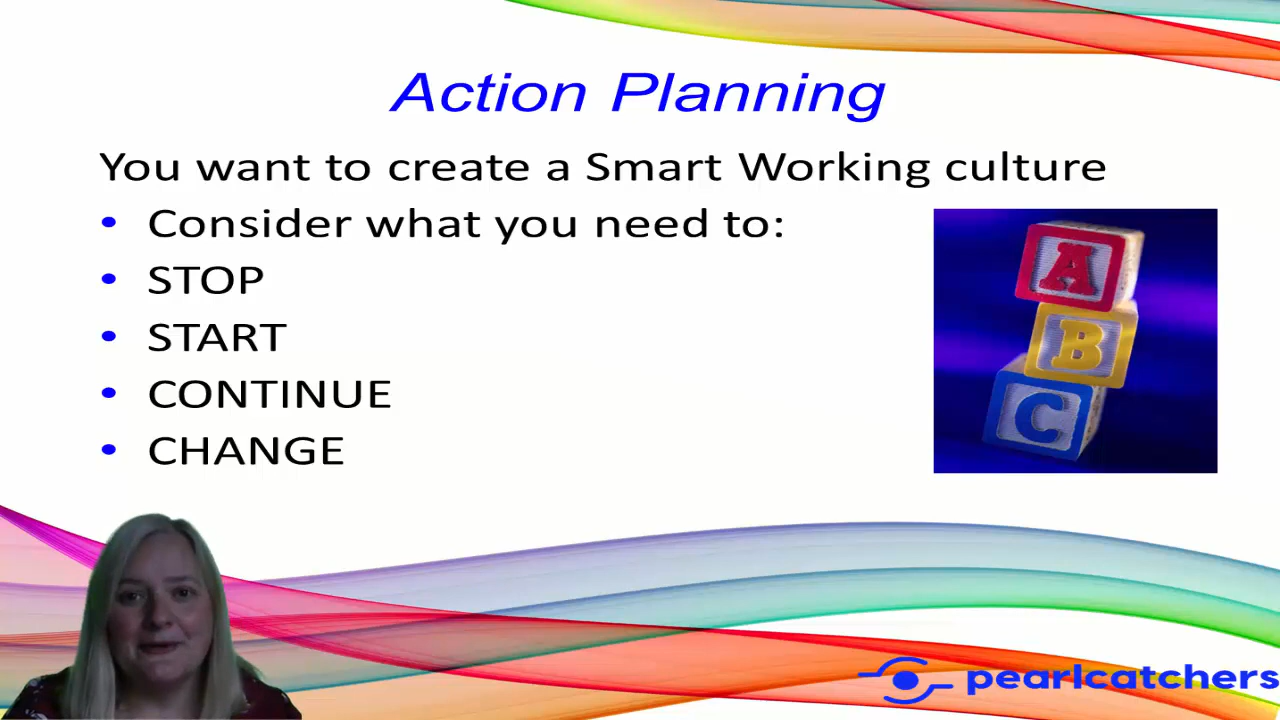 Action Planning
You want to create a Smart Working culture
• Consider what you need to:
• STOP
• START
• CONTINUE
• CHANGE
A
B
C
pearlcatchers